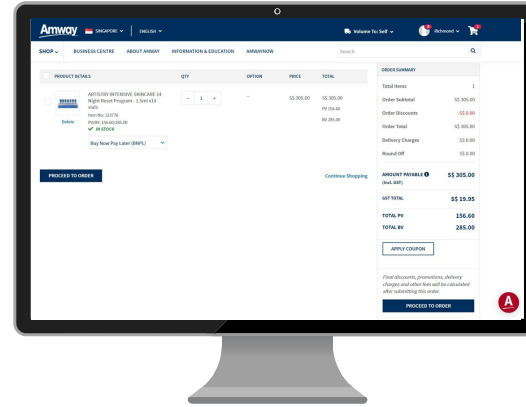 Amway SINGAPORE ENGLISH Volume To: Self Richmond
SHOP BUSINESS CENTRE ABOUT AMWAY INFORMATION & EDUCATION AMWAYNOW Search
PRODUCT DETAILS QTY OPTION PRICE TOTAL
ARTISTRY INTENSIVE SKINCARE 14 - 1 + - S$ 305.00 S$ 305.00
Night Reset Program - 1.5ml x14 PV 156.60
vials BV 285.00
Item No: 123776
Delete PV/BV: 156.60/285.00
IN STOCK
Buy Now Pay Later (BNPL)
PROCEED TO ORDER Continue Shopping
ORDER SUMMARY
Total Items 1
Order Subtotal S$ 305.00
Order Discounts -S$ 0.00
Order Total S$ 305.00
Delivery Charges S$ 0.00
Round Off S$ 0.00
AMOUNT PAYABLE S$ 305.00
(Incl. GST)
GST TOTAL S$ 19.95
TOTAL PV 156.60
TOTAL BV 285.00
APPLY COUPON
Final discounts, promotions, delivery
charges and other fees will be calculated
after submitting this order.
PROCEED TO ORDER
A